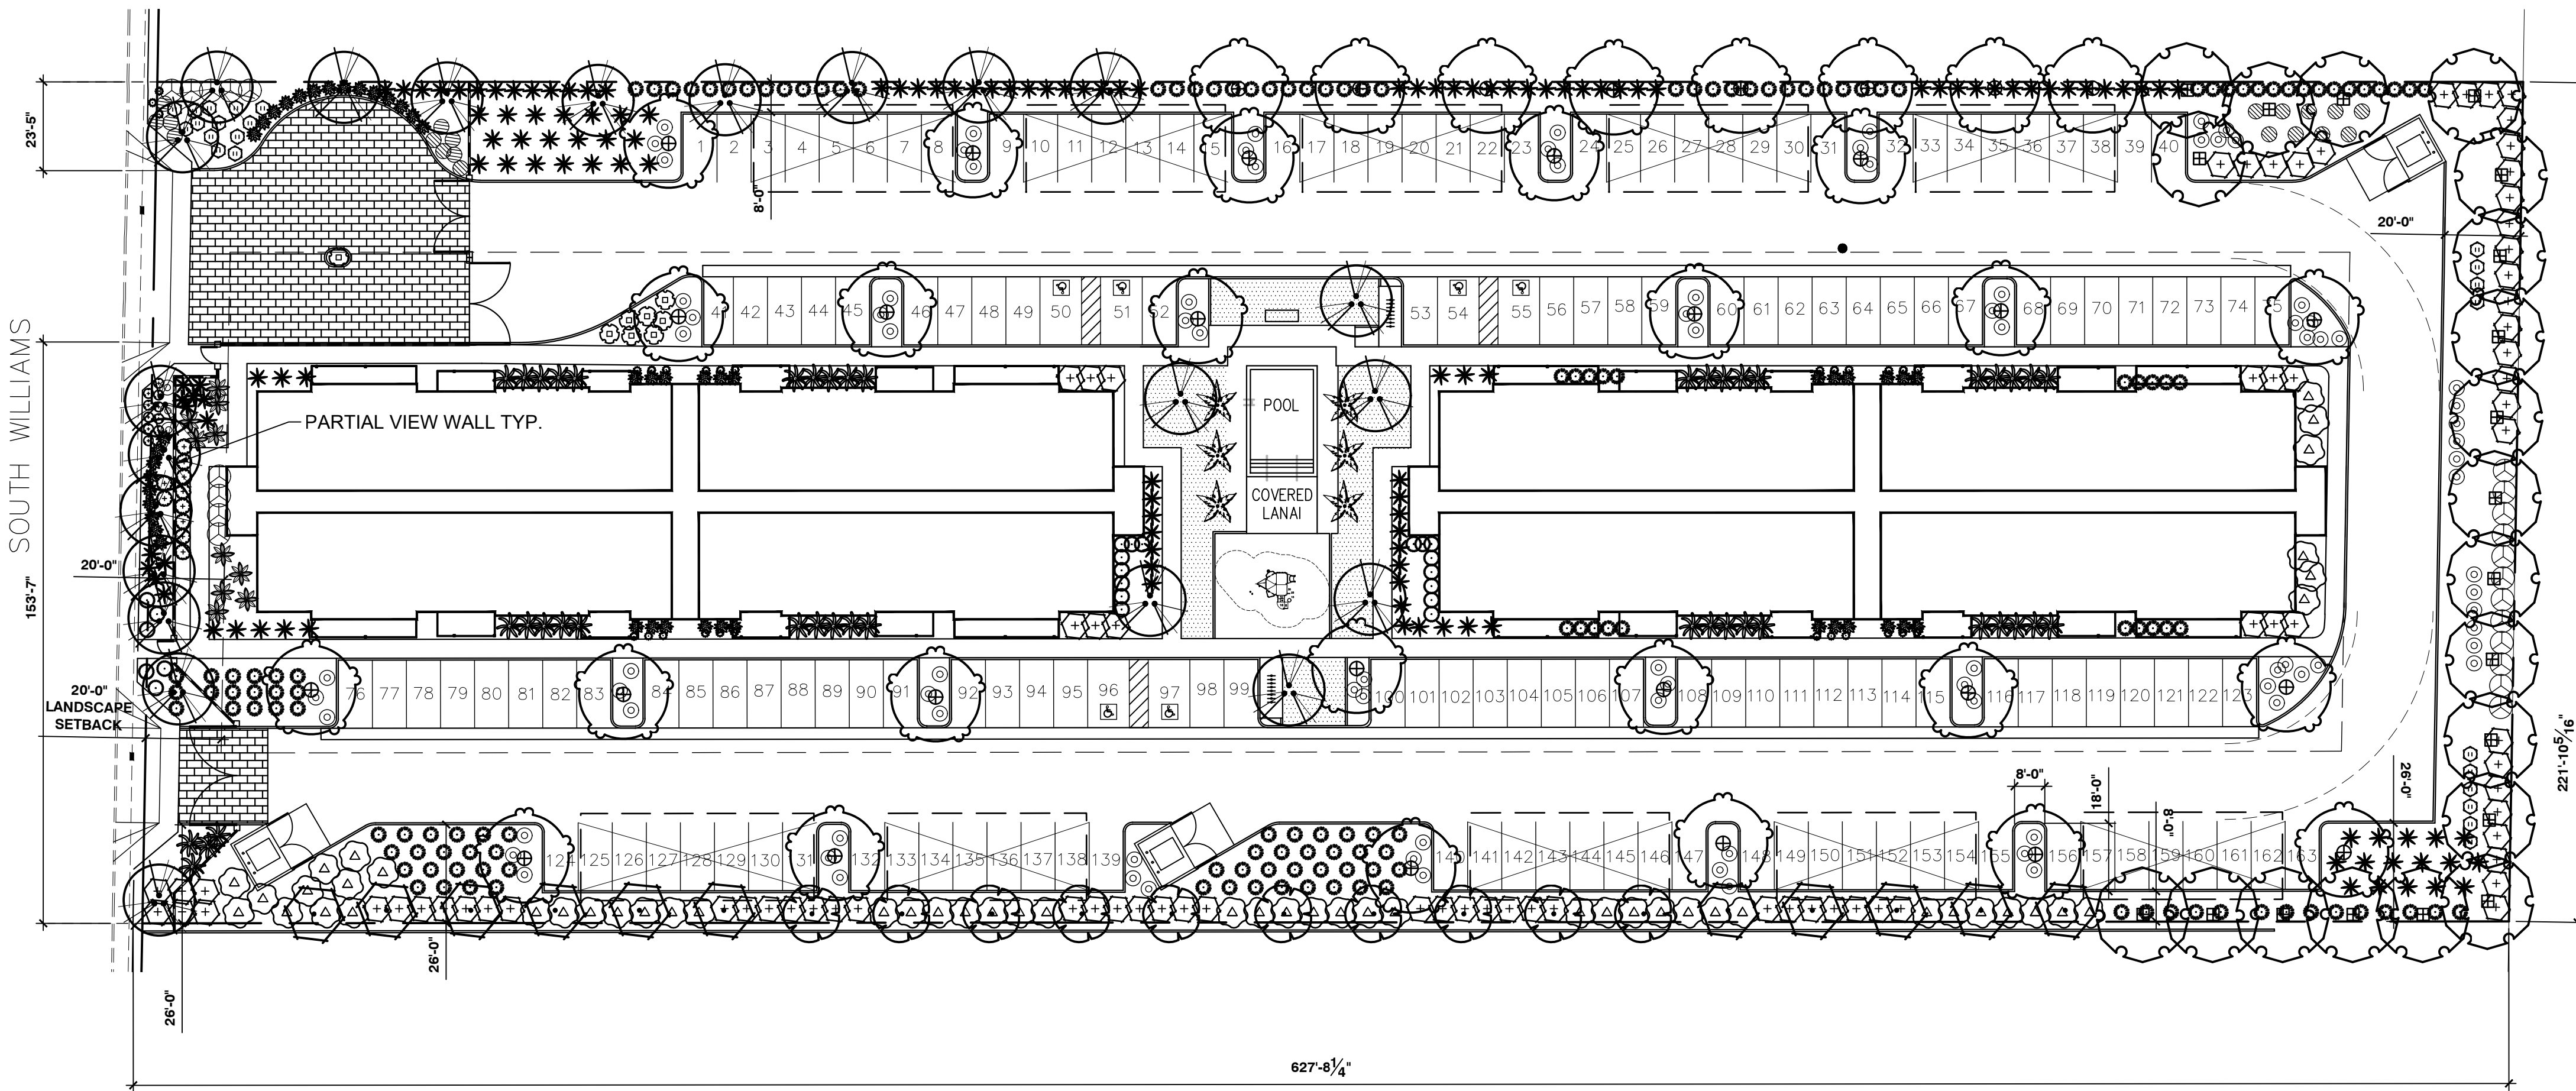 SOUTH WILLIAMS
23'-5"
153'-7"
20'-0"
20'-0"
LANDSCAPE
SETBACK
26'-0"
26'-0"
8'-0"
1 2 3 4 5 6 7 8 9 10 11 12 13 14 15 16 17 18 19 20 21 22 23 24 25 26 27 28 29 30 31 32 33 34 35 36 37 38 39 40
20'-0"
41 42 43 44 45 46 47 48 49 50 51 52 53 54 55 56 57 58 59 60 61 62 63 64 65 66 67 68 69 70 71 72 73 74 75
PARTIAL VIEW WALL TYP.
POOL
COVERED
LANAI
76 77 78 79 80 81 82 83 84 85 86 87 88 89 90 91 92 93 94 95 96 97 98 99 100 101 102 103 104 105 106 107 108 109 110 111 112 113 114 115 116 117 118 119 120 121 122 123
8'-0"
18'-0"
8'-0"
26'-0"
221'-10 5/16"
124 125 126 127 128 129 130 131 132 133 134 135 136 137 138 139 140 141 142 143 144 145 146 147 148 149 150 151 152 153 154 155 156 157 158 159 160 161 162 163
627'-8 1/4"